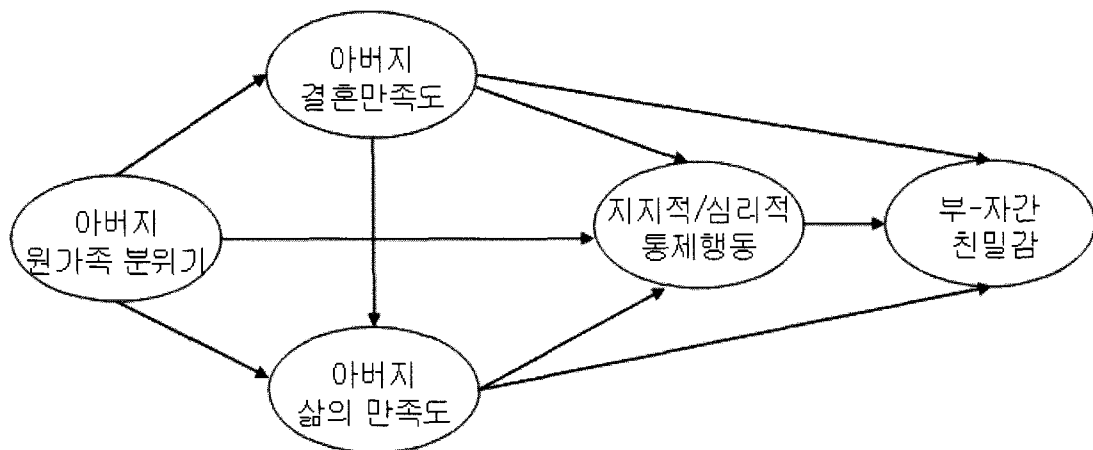 아버지
결혼만족도
아버지
원가족 분위기
지지적/심리적
통제행동
부-자간
친밀감
아버지
삶의 만족도